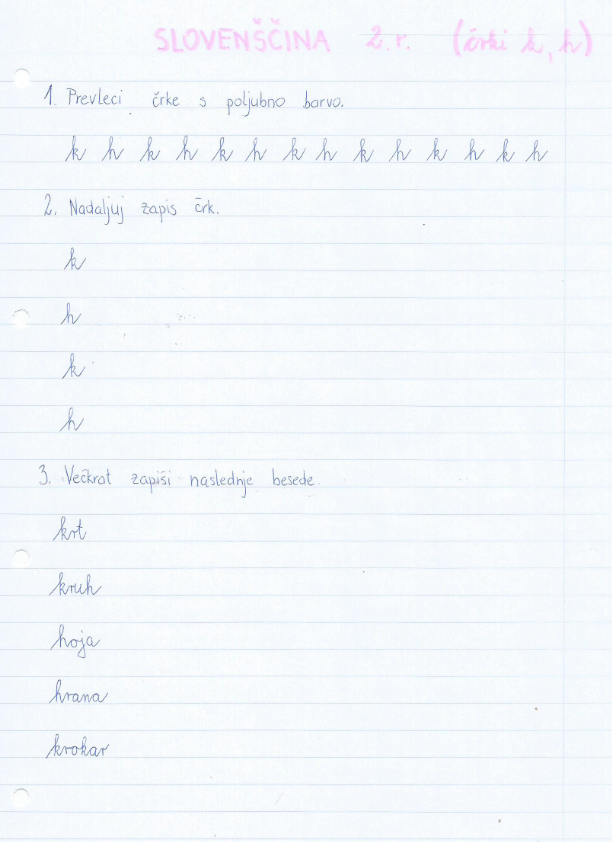 SLOVENŠČINA 2. r. (črki k, h)
1. Prevleci črke s poljubno barvo.
k h k h k h k h k h k h k h
2. Nadaljuj zapis črk.
k
h
k
h
3. Večkrat zapiši naslednje besede.
krt
kruh
hoja
hrana
krokar